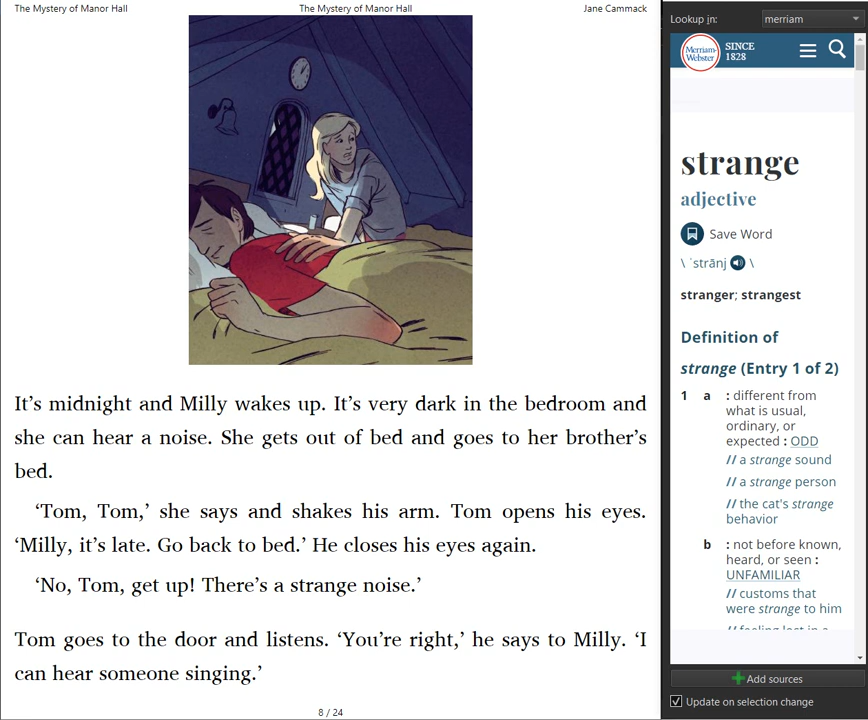 The Mystery of Manor Hall
The Mystery of Manor Hall
Jane Cammack
It’s midnight and Milly wakes up. It’s very dark in the bedroom and
she can hear a noise. She gets out of bed and goes to her brother’s
bed.
‘Tom, Tom,’ she says and shakes his arm. Tom opens his eyes.
‘Milly, it’s late. Go back to bed.’ He closes his eyes again.
‘No, Tom, get up! There’s a strange noise.’
Tom goes to the door and listens. ‘You’re right,’ he says to Milly. ‘I
can hear someone singing.’
8 / 24
Lookup in:
merriam
Merriam-
Webster
SINCE
1828
strange
adjective
Save Word
\ ˈstrānj \
stranger; strangest
Definition of
strange (Entry 1 of 2)
1 a : different from
what is usual,
ordinary, or
expected : ODD
// a strange sound
// a strange person
// the cat's strange
behavior
b : not before known,
heard, or seen :
UNFAMILIAR
// customs that
were strange to him
// feeling lost in a
Add sources
Update on selection change